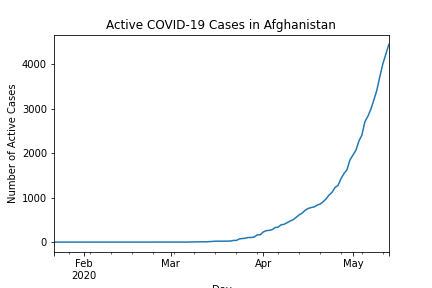 Active COVID-19 Cases in Afghanistan
Number of Active Cases
4000
3000
2000
1000
0
Feb
2020
Mar
Apr
May